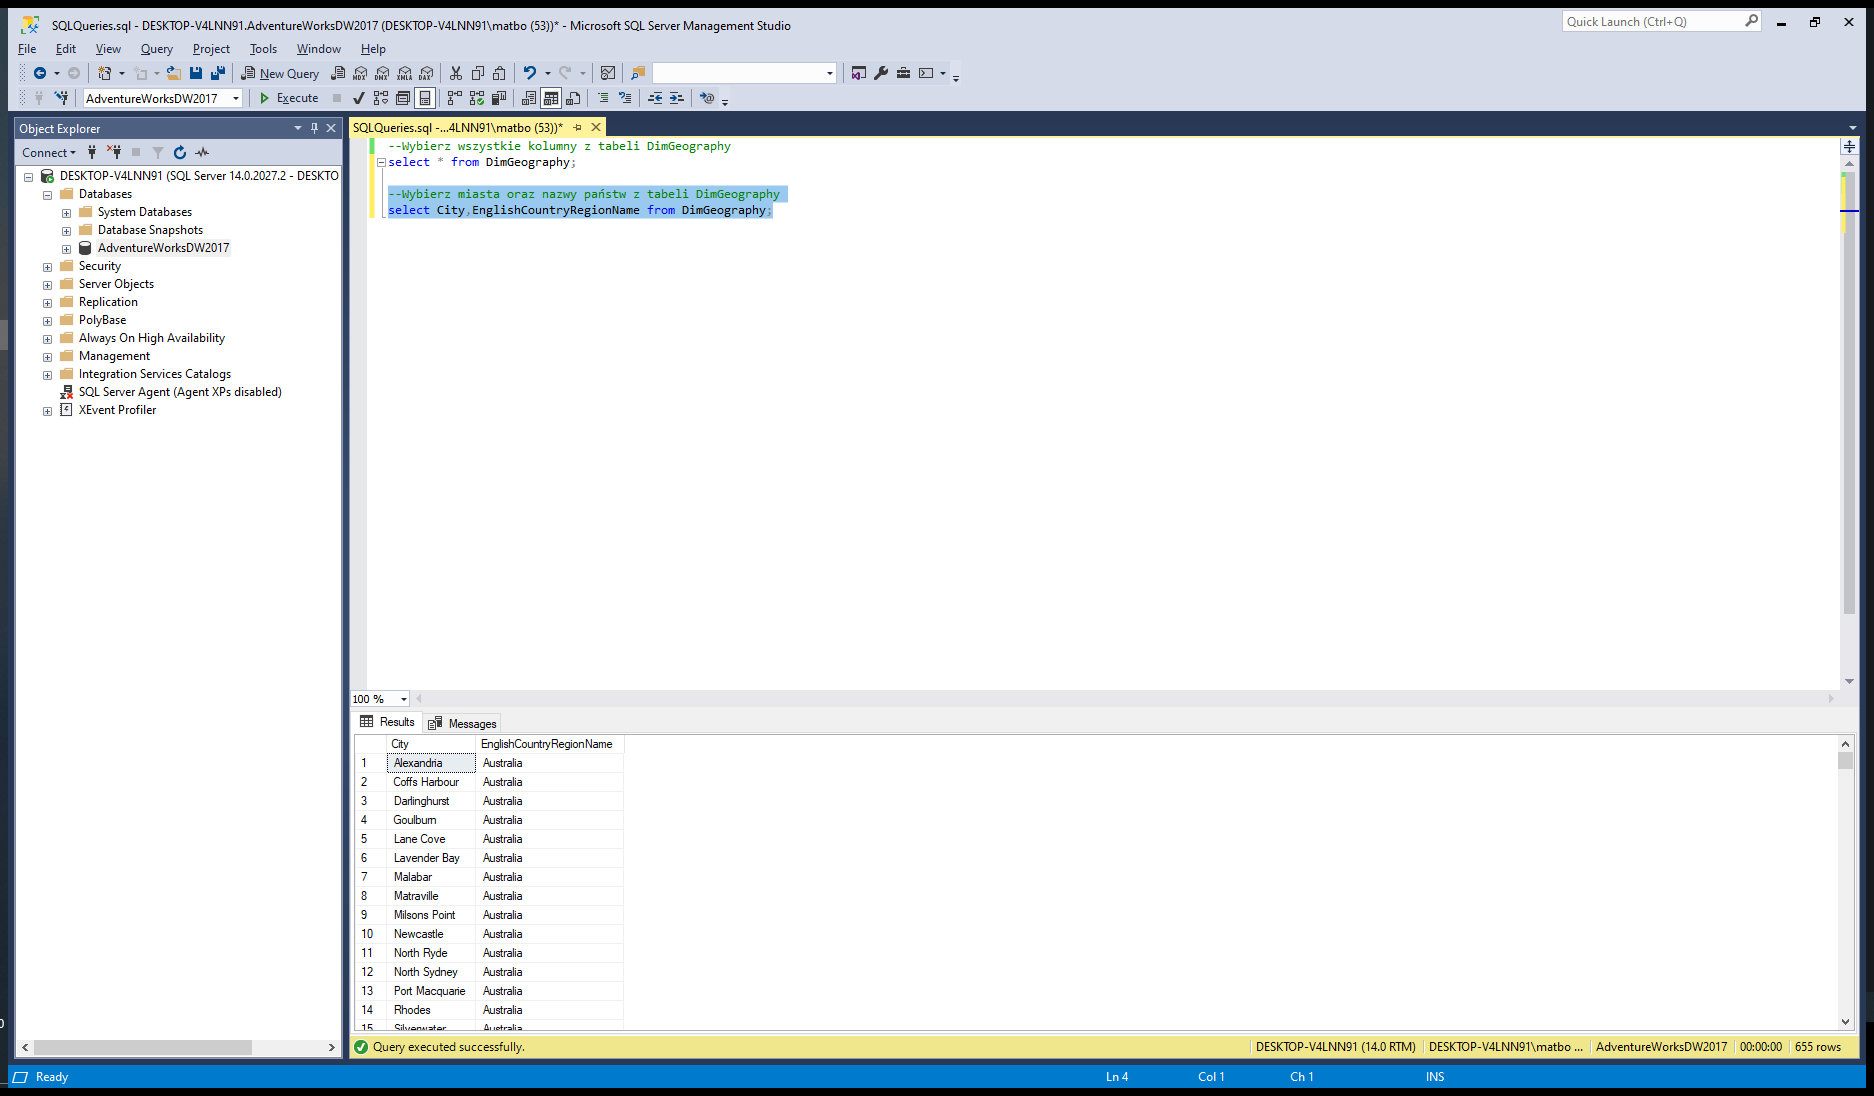 SQLQueries.sql - DESKTOP-V4LNN91.AdventureWorksDW2017 (DESKTOP-V4LNN91\matbo (53))* - Microsoft SQL Server Management Studio
Quick Launch (Ctrl+Q)
File Edit View Query Project Tools Window Help
New Query
MDX DMX XMLA DAX
AdventureWorksDW2017 Execute
Object Explorer
SQLQueries.sql -...4LNN91\matbo (53))*
Connect
DESKTOP-V4LNN91 (SQL Server 14.0.2027.2 - DESKTO
Databases
System Databases
Database Snapshots
AdventureWorksDW2017
Security
Server Objects
Replication
PolyBase
Always On High Availability
Management
Integration Services Catalogs
SQL Server Agent (Agent XPs disabled)
XEvent Profiler
--Wybierz wszystkie kolumny z tabeli DimGeography
select * from DimGeography;
--Wybierz miasta oraz nazwy państw z tabeli DimGeography
select City,EnglishCountryRegionName from DimGeography;
100 %
Results Messages
City EnglishCountryRegionName
1 Alexandria Australia
2 Coffs Harbour Australia
3 Darlinghurst Australia
4 Goulburn Australia
5 Lane Cove Australia
6 Lavender Bay Australia
7 Malabar Australia
8 Matraville Australia
9 Milsons Point Australia
10 Newcastle Australia
11 North Ryde Australia
12 North Sydney Australia
13 Port Macquarie Australia
14 Rhodes Australia
15 Silverwater Australia
Query executed successfully. DESKTOP-V4LNN91 (14.0 RTM) DESKTOP-V4LNN91\matbo ... AdventureWorksDW2017 00:00:00 655 rows
Ready Ln 4 Col 1 Ch 1 INS